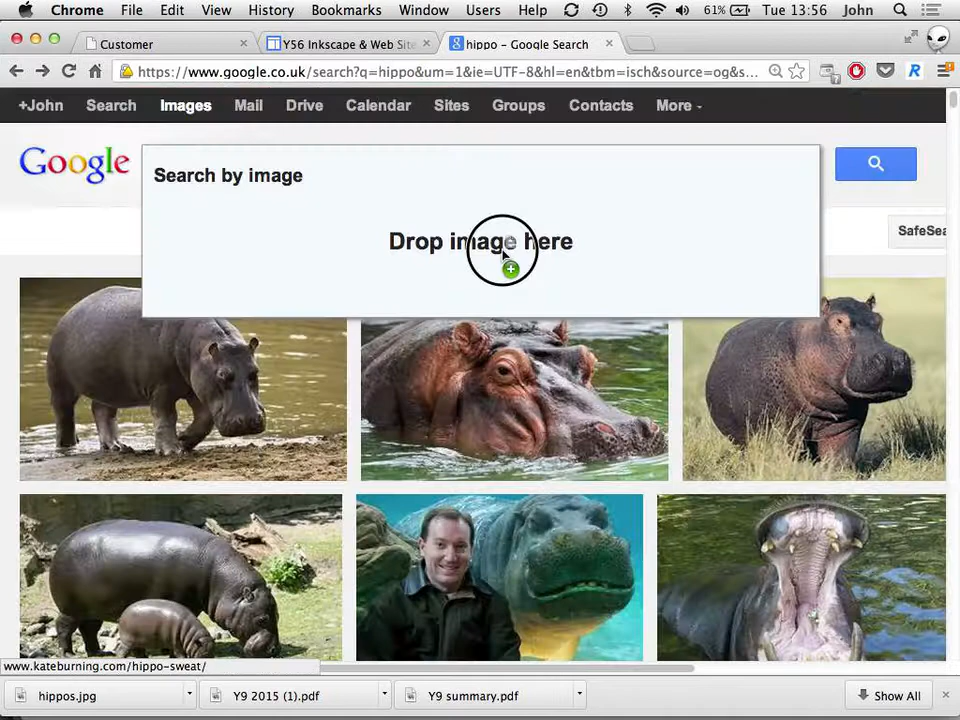 Chrome File Edit View History Bookmarks Window Users Help 61% Tue 13:56 John
Customer × Y56 Inkscape & Web Site × hippo - Google Search ×
https://www.google.co.uk/search?q=hippo&um=1&ie=UTF-8&hl=en&tbm=isch&source=og&s...
+John Search Images Mail Drive Calendar Sites Groups Contacts More
Google
Search by image
Drop image here
SafeSea
www.kateburning.com/hippo-sweat/
hippos.jpg Y9 2015 (1).pdf Y9 summary.pdf Show All ×